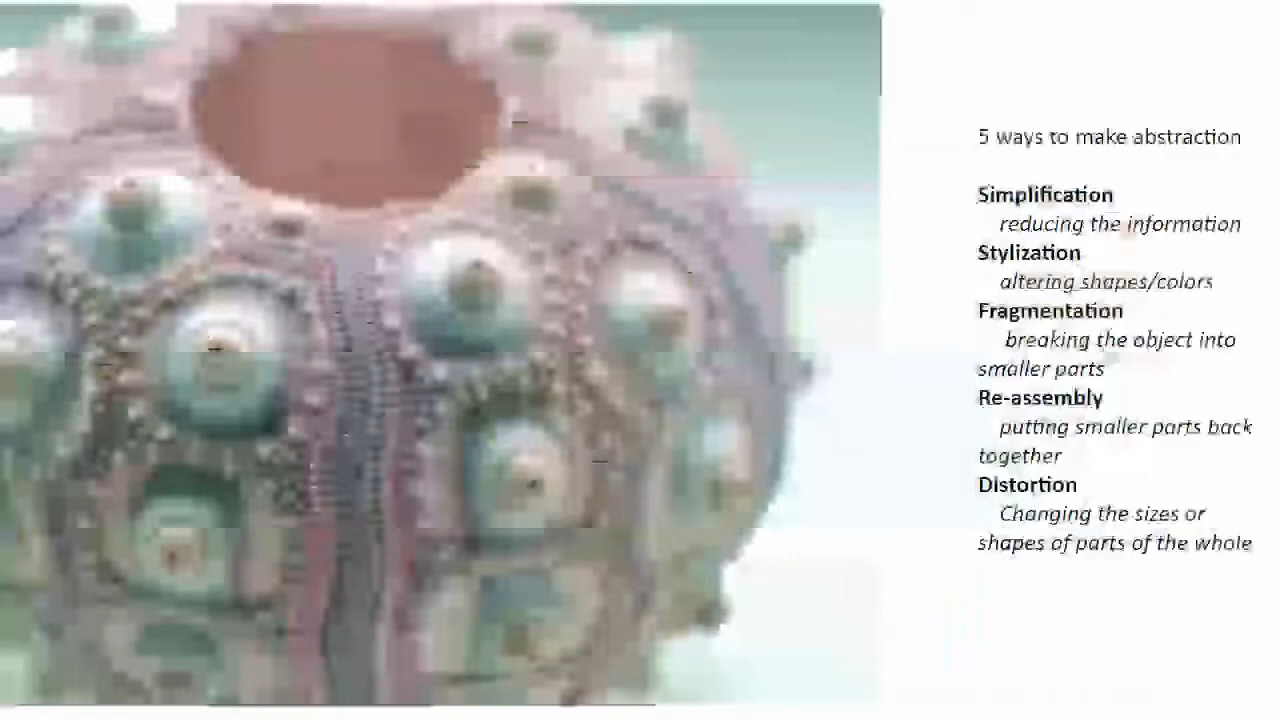 5 ways to make abstraction
Simplification
reducing the information
Stylization
altering shapes/colors
Fragmentation
breaking the object into
smaller parts
Re-assembly
putting smaller parts back
together
Distortion
Changing the sizes or
shapes of parts of the whole